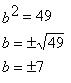 b² = 49
b = ±√49
b = ±7